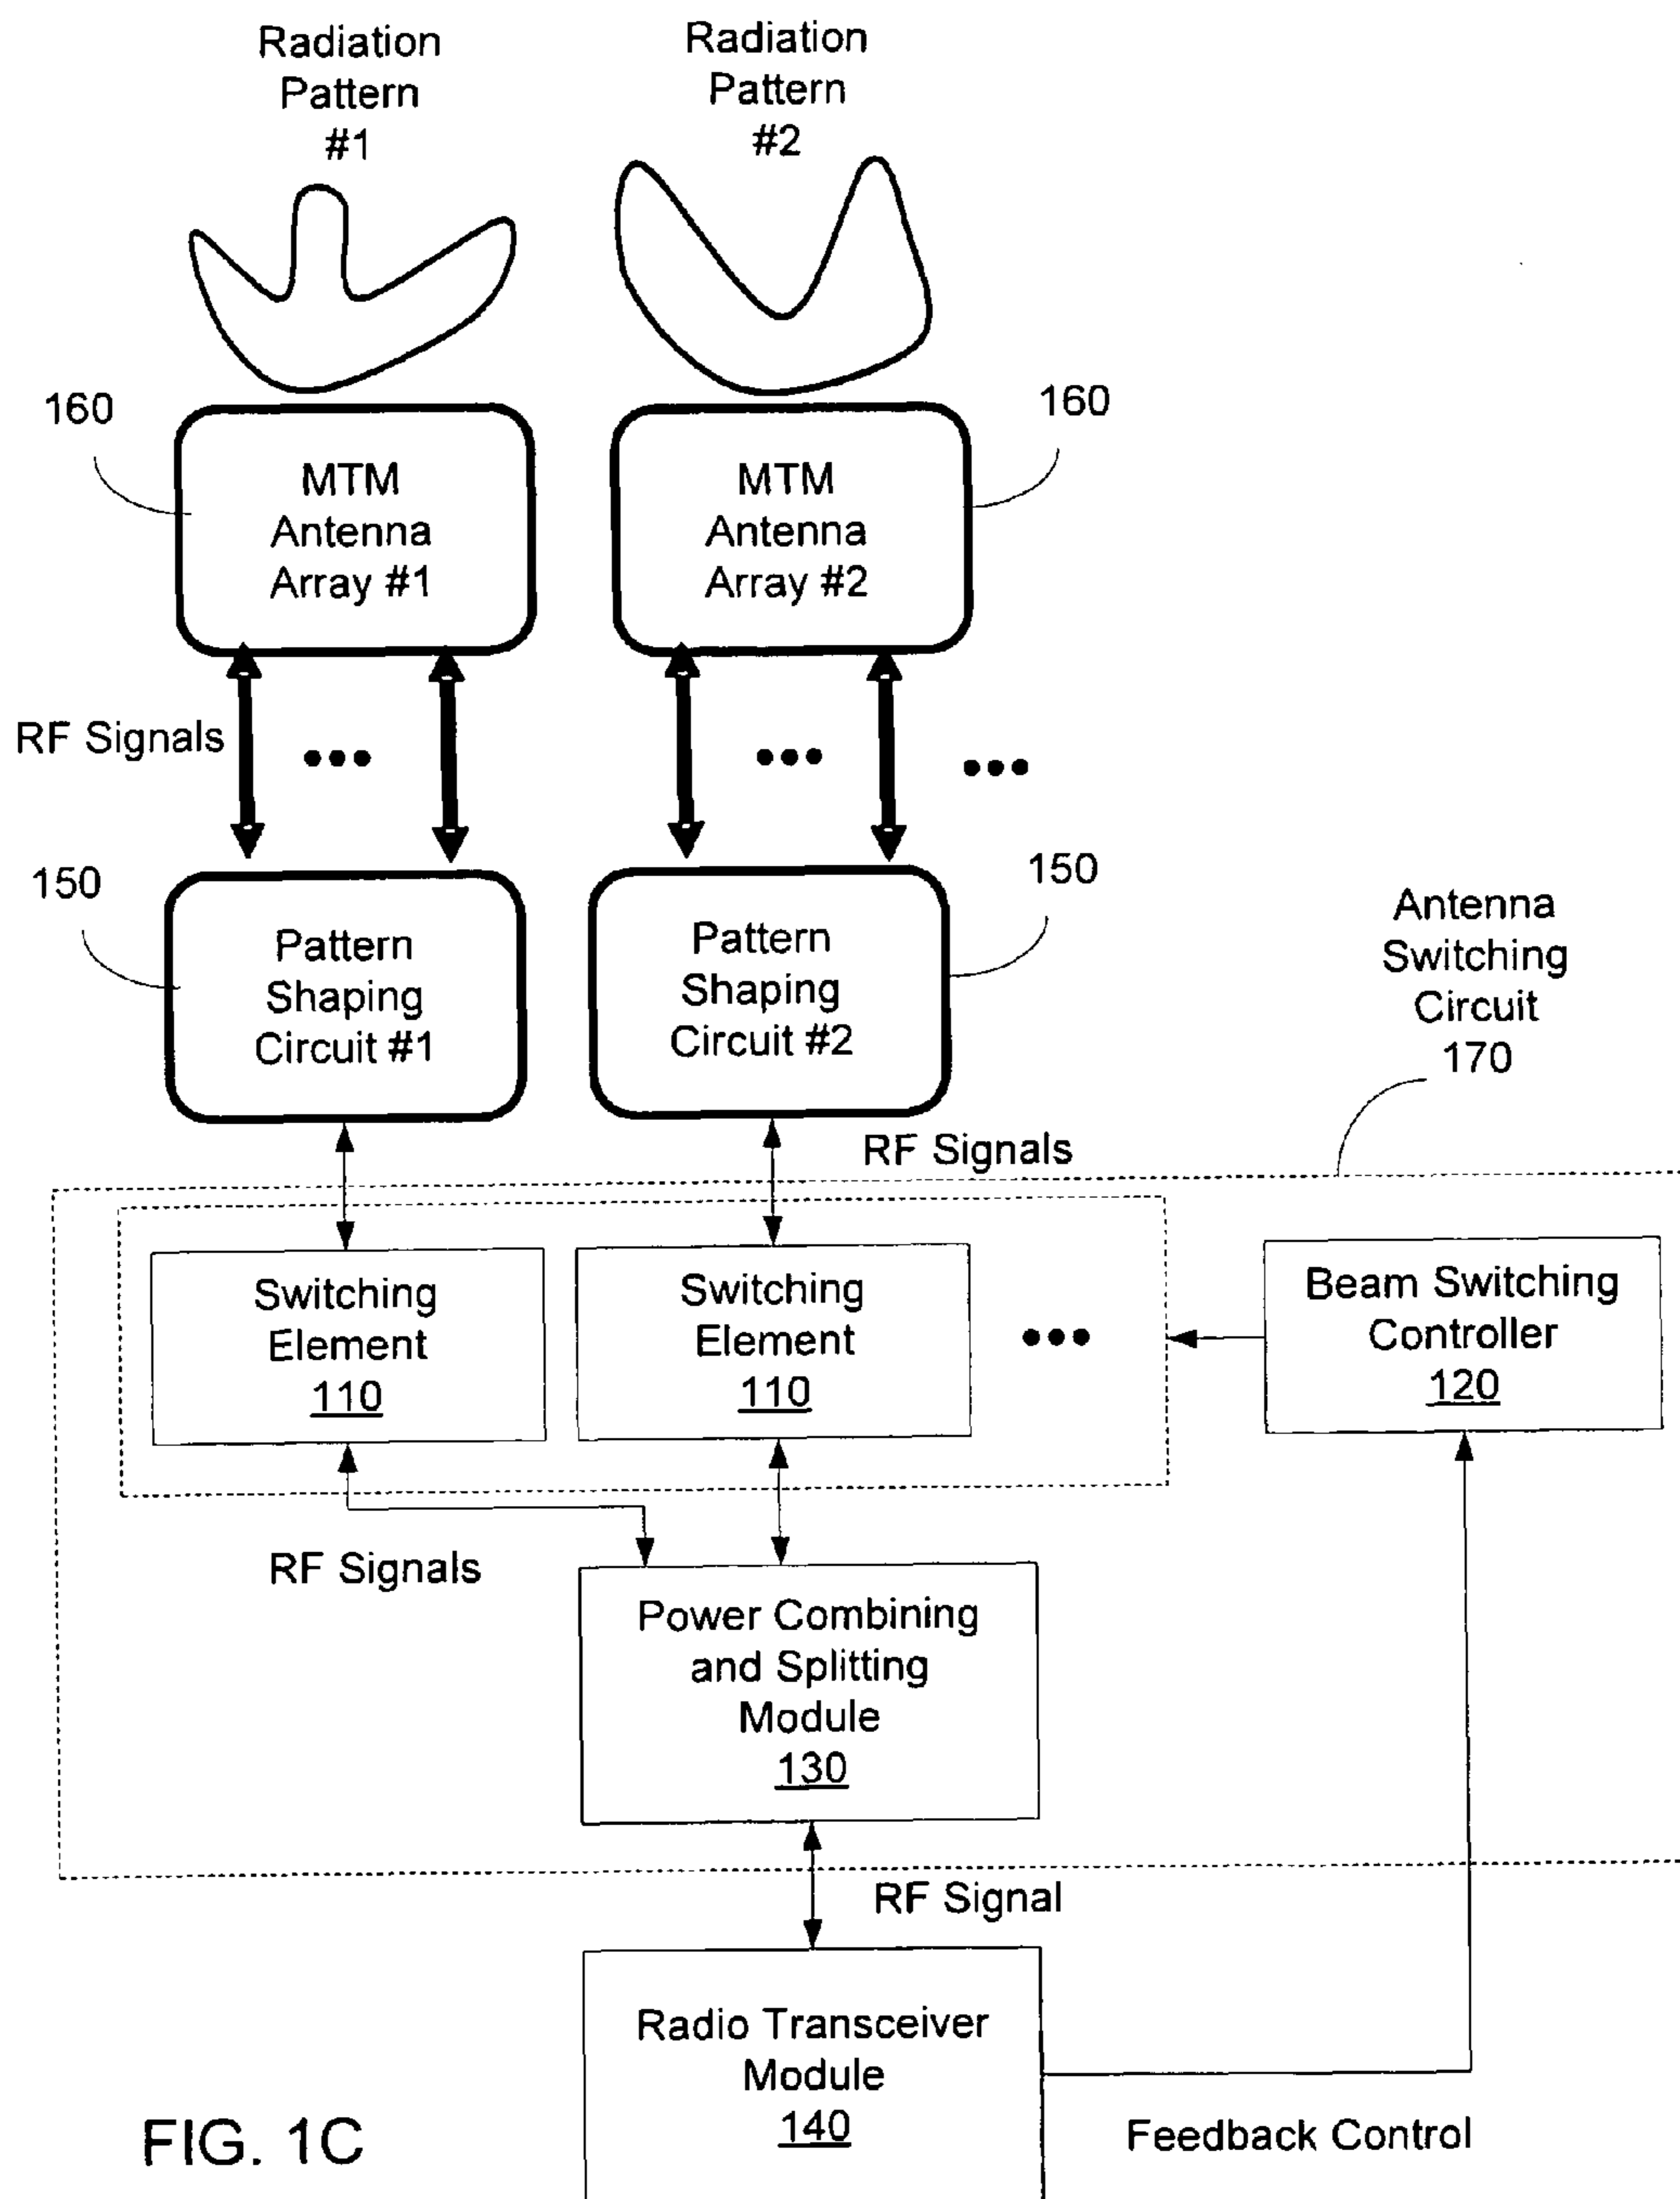 Radiation
Pattern
#1
Radiation
Pattern
#2
160
160
MTM
Antenna
Array #1
MTM
Antenna
Array #2
RF Signals
150
150
Pattern
Shaping
Circuit #1
Pattern
Shaping
Circuit #2
Antenna
Switching
Circuit
170
RF Signals
Switching
Element
110
Switching
Element
110
Beam Switching
Controller
120
RF Signals
Power Combining
and Splitting
Module
130
RF Signal
Radio Transceiver
Module
140
Feedback Control
FIG. 1C